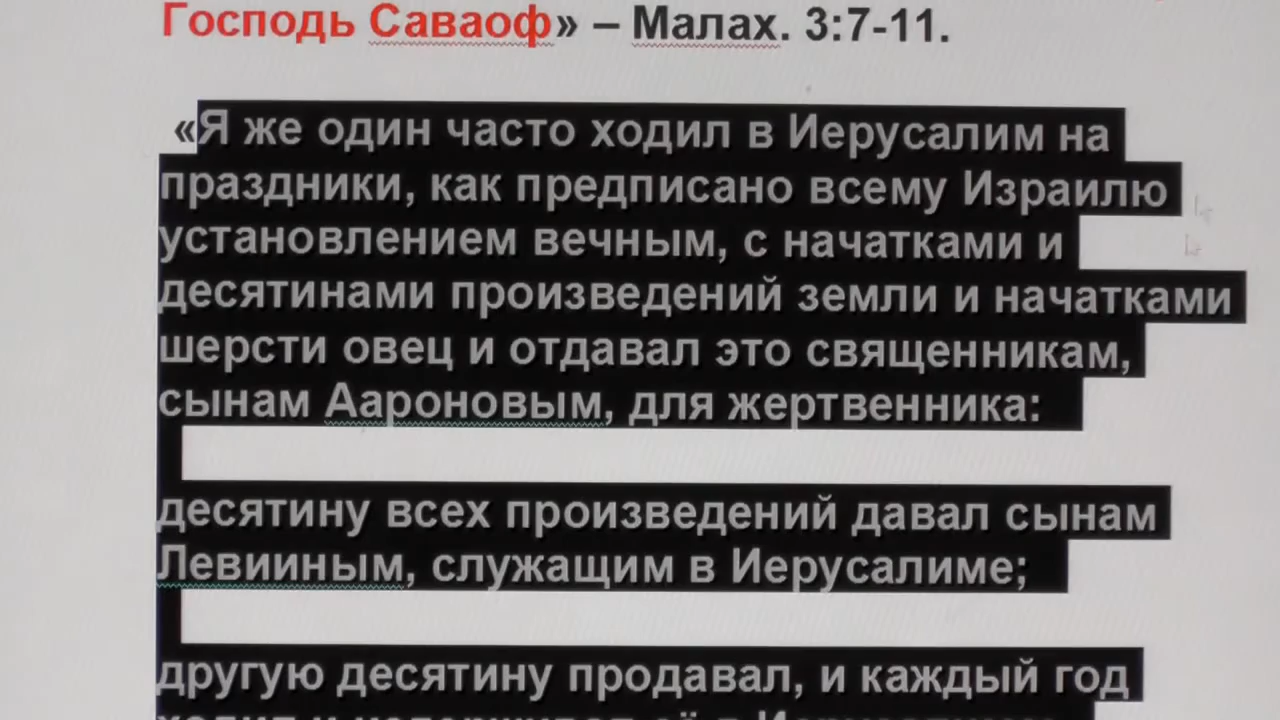 Господь Саваоф» – Малах. 3:7-11.
«Я же один часто ходил в Иерусалим на
праздники, как предписано всему Израилю
установлением вечным, с начатками и
десятинами произведений земли и начатками
шерсти овец и отдавал это священникам,
сынам Аароновым, для жертвенника:
десятину всех произведений давал сынам
Левииным, служащим в Иерусалиме;
другую десятину продавал, и каждый год